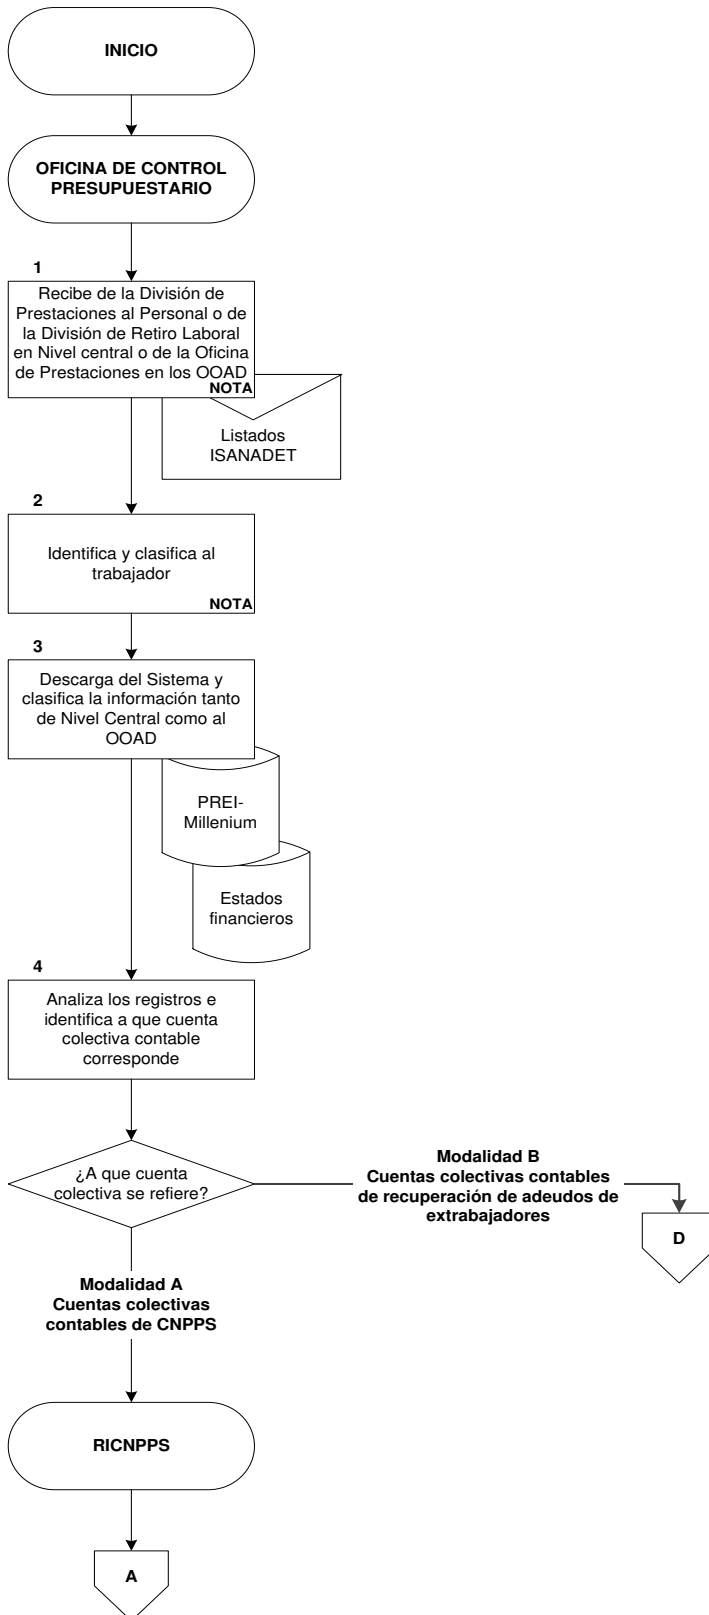 INICIO
OFICINA DE CONTROL
PRESUPUESTARIO
1
Recibe de la División de
Prestaciones al Personal o de
la División de Retiro Laboral
en Nivel central o de la Oficina
de Prestaciones en los OOAD
NOTA
Listados
ISANADET
2
Identifica y clasifica al
trabajador
NOTA
3
Descarga del Sistema y
clasifica la información tanto
de Nivel Central como al
OOAD
PREI-
Millenium
Estados
financieros
4
Analiza los registros e
identifica a que cuenta
colectiva contable
corresponde
¿A que cuenta
colectiva se refiere?
Modalidad B
Cuentas colectivas contables
de recuperación de adeudos de
extrabajadores
D
Modalidad A
Cuentas colectivas
contables de CNPPS
RICNPPS
A